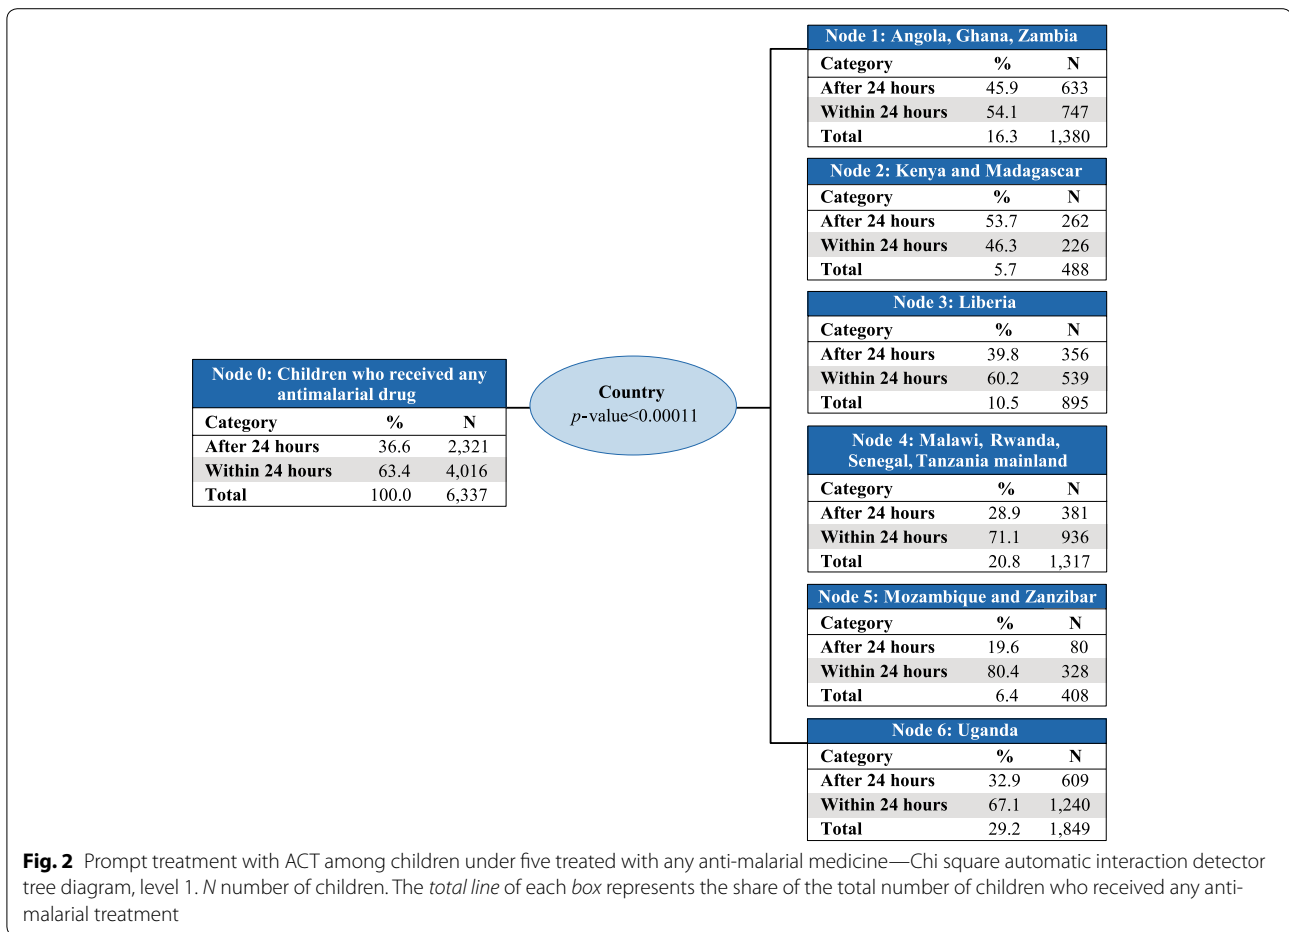 Node 1: Angola, Ghana, Zambia
Category % N
After 24 hours 45.9 633
Within 24 hours 54.1 747
Total 16.3 1,380
Node 2: Kenya and Madagascar
Category % N
After 24 hours 53.7 262
Within 24 hours 46.3 226
Total 5.7 488
Node 3: Liberia
Category % N
After 24 hours 39.8 356
Within 24 hours 60.2 539
Total 10.5 895
Node 0: Children who received any
antimalarial drug
Category % N
After 24 hours 36.6 2,321
Within 24 hours 63.4 4,016
Total 100.0 6,337
Country
p-value<0.00011
Node 4: Malawi, Rwanda,
Senegal, Tanzania mainland
Category % N
After 24 hours 28.9 381
Within 24 hours 71.1 936
Total 20.8 1,317
Node 5: Mozambique and Zanzibar
Category % N
After 24 hours 19.6 80
Within 24 hours 80.4 328
Total 6.4 408
Node 6: Uganda
Category % N
After 24 hours 32.9 609
Within 24 hours 67.1 1,240
Total 29.2 1,849
Fig. 2 Prompt treatment with ACT among children under five treated with any anti-malarial medicine—Chi square automatic interaction detector
tree diagram, level 1. N number of children. The total line of each box represents the share of the total number of children who received any anti-
malarial treatment